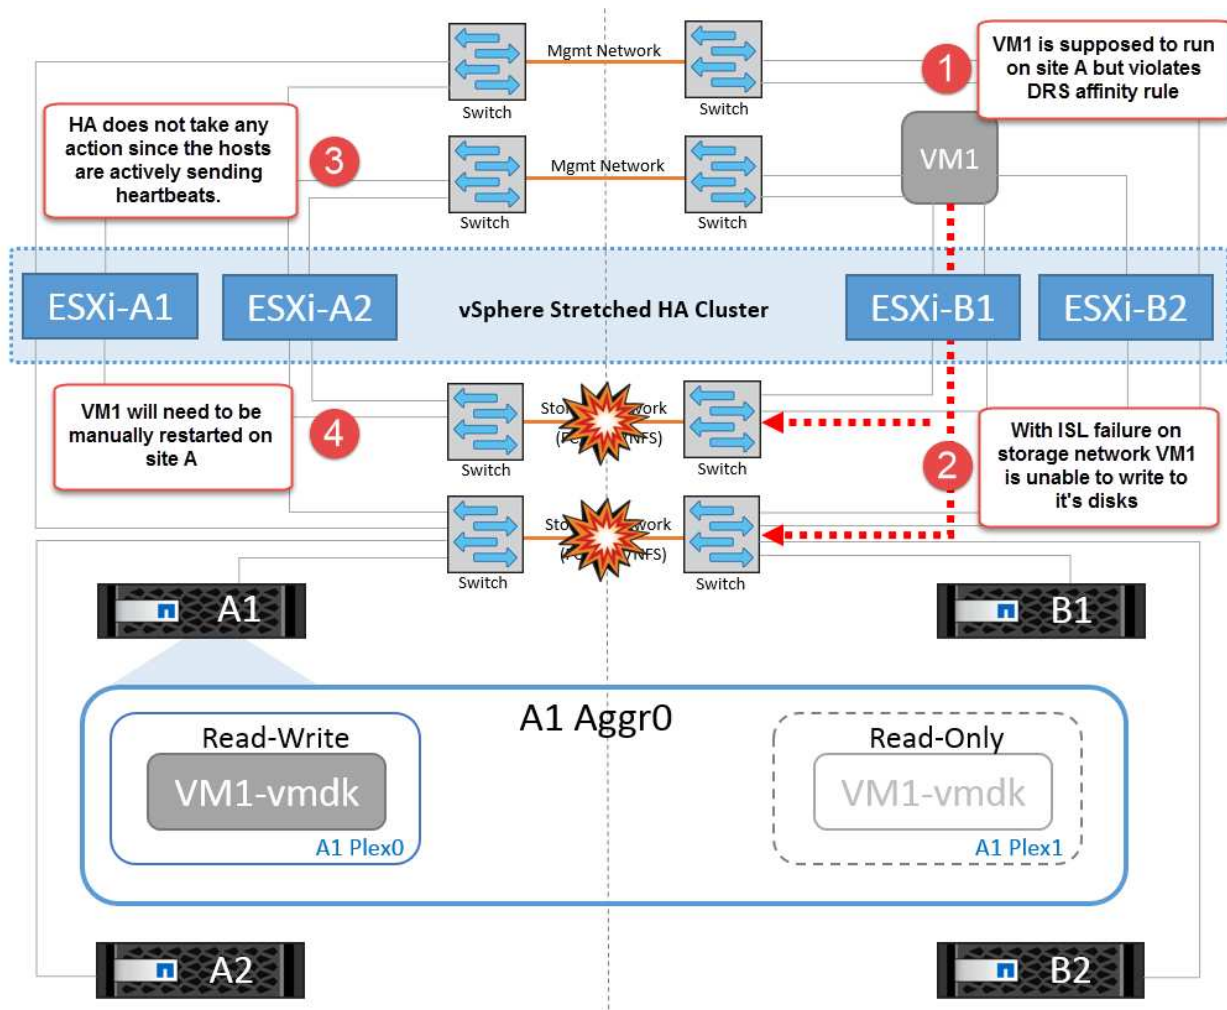 Mgmt Network
Switch
Switch
1
VM1 is supposed to run
on site A but violates
DRS affinity rule
HA does not take any
action since the hosts
are actively sending
heartbeats.
3
Mgmt Network
Switch
Switch
VM1
ESXi-A1
ESXi-A2
vSphere Stretched HA Cluster
ESXi-B1
ESXi-B2
VM1 will need to be
manually restarted on
site A
4
Switch
Switch
2
With ISL failure on
storage network VM1
is unable to write to
it's disks
Switch
Switch
A1
B1
A1 Aggr0
Read-Write
VM1-vmdk
A1 Plex0
Read-Only
VM1-vmdk
A1 Plex1
A2
B2